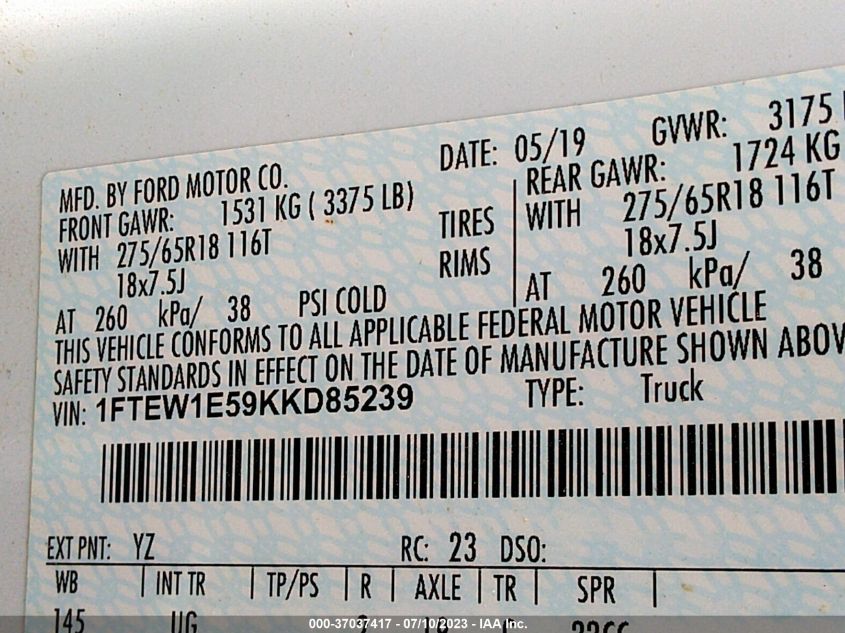 DATE: 05/19 GVWR: 3175
MFD. BY FORD MOTOR CO.
FRONT GAWR: 1531 KG ( 3375 LB)
WITH 275/65R18 116T
18x7.5J
AT 260 kPa/ 38 PSI COLD
TIRES
RIMS
REAR GAWR: 1724 KG
WITH 275/65R18 116T
18x7.5J
AT 260 kPa/ 38
THIS VEHICLE CONFORMS TO ALL APPLICABLE FEDERAL MOTOR VEHICLE
SAFETY STANDARDS IN EFFECT ON THE DATE OF MANUFACTURE SHOWN ABOV
VIN: 1FTEW1E59KKD85239 TYPE: Truck
EXT PNT: YZ RC: 23 DSO:
WB INT TR TP/PS R AXLE TR SPR
145 UG
000-37037417 - 07/10/2023 - IAA Inc.